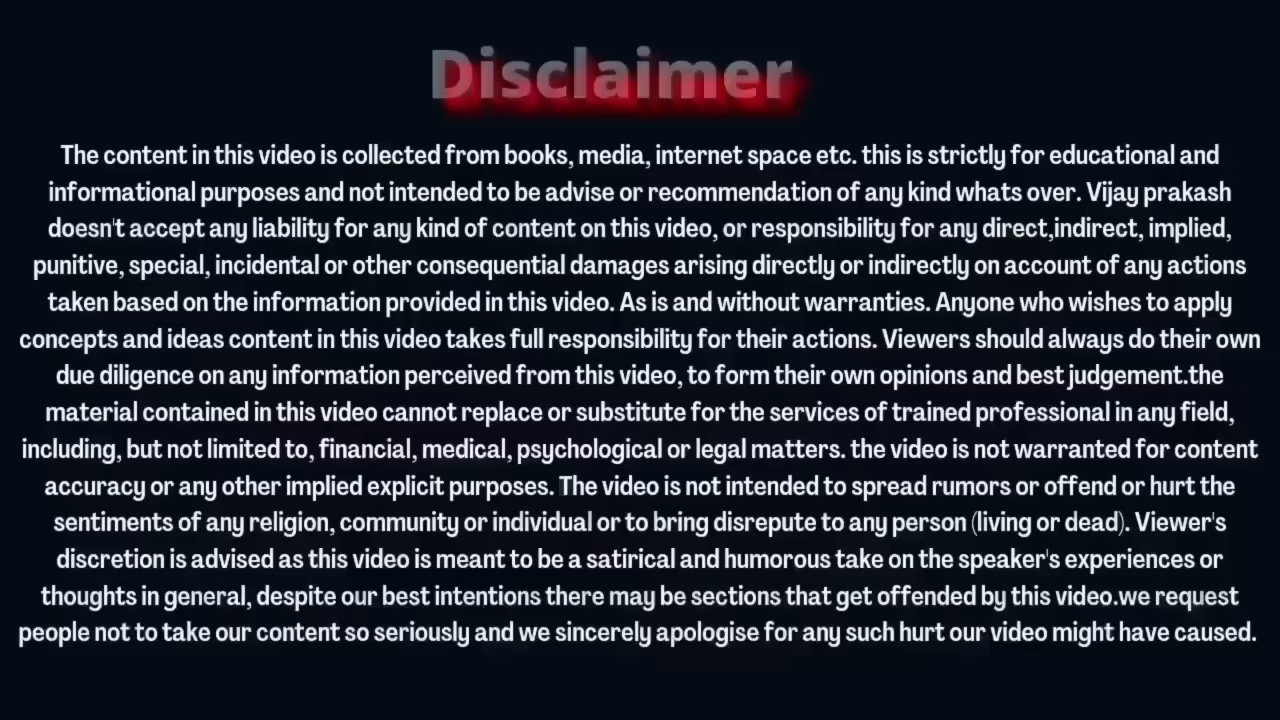 Disclaimer
The content in this video is collected from books, media, internet space etc. this is strictly for educational and
informational purposes and not intended to be advise or recommendation of any kind whats over. Vijay prakash
doesn't accept any liability for any kind of content on this video, or responsibility for any direct,indirect, implied,
punitive, special, incidental or other consequential damages arising directly or indirectly on account of any actions
taken based on the information provided in this video. As is and without warranties. Anyone who wishes to apply
concepts and ideas content in this video takes full responsibility for their actions. Viewers should always do their own
due diligence on any information perceived from this video, to form their own opinions and best judgement.the
material contained in this video cannot replace or substitute for the services of trained professional in any field,
including, but not limited to, financial, medical, psychological or legal matters. the video is not warranted for content
accuracy or any other implied explicit purposes. The video is not intended to spread rumors or offend or hurt the
sentiments of any religion, community or individual or to bring disrepute to any person (living or dead). Viewer's
discretion is advised as this video is meant to be a satirical and humorous take on the speaker's experiences or
thoughts in general, despite our best intentions there may be sections that get offended by this video.we request
people not to take our content so seriously and we sincerely apologise for any such hurt our video might have caused.